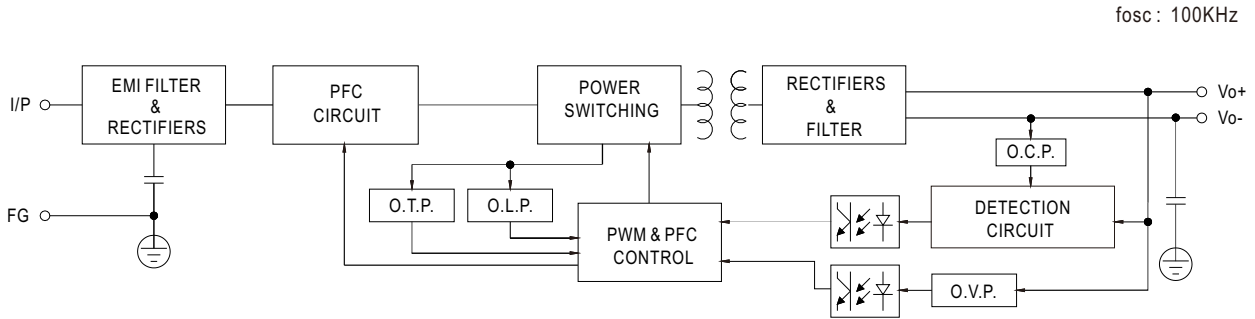 fosc : 100KHz
I/P
EMI FILTER
&
RECTIFIERS
PFC
CIRCUIT
POWER
SWITCHING
RECTIFIERS
&
FILTER
Vo+
Vo-
O.C.P.
FG
O.T.P.
O.L.P.
PWM & PFC
CONTROL
DETECTION
CIRCUIT
O.V.P.